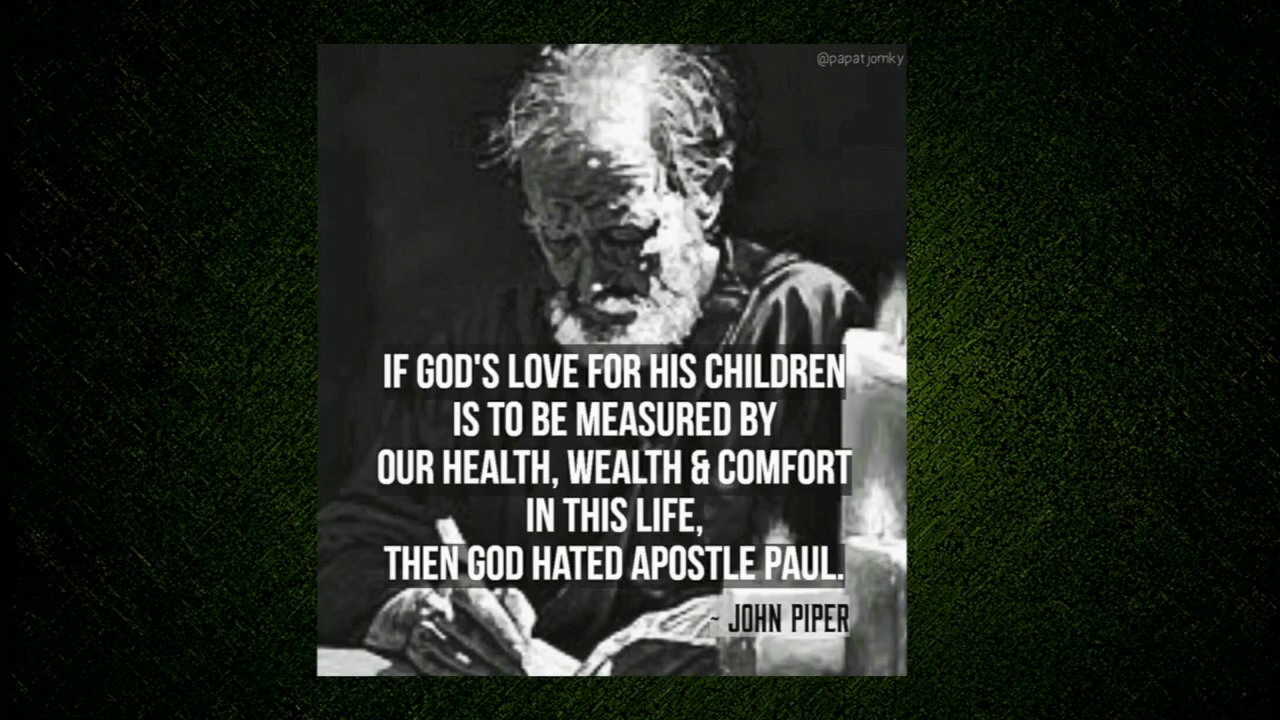 @papatjomky
IF GOD'S LOVE FOR HIS CHILDREN
IS TO BE MEASURED BY
OUR HEALTH, WEALTH & COMFORT
IN THIS LIFE,
THEN GOD HATED APOSTLE PAUL.
~ JOHN PIPER